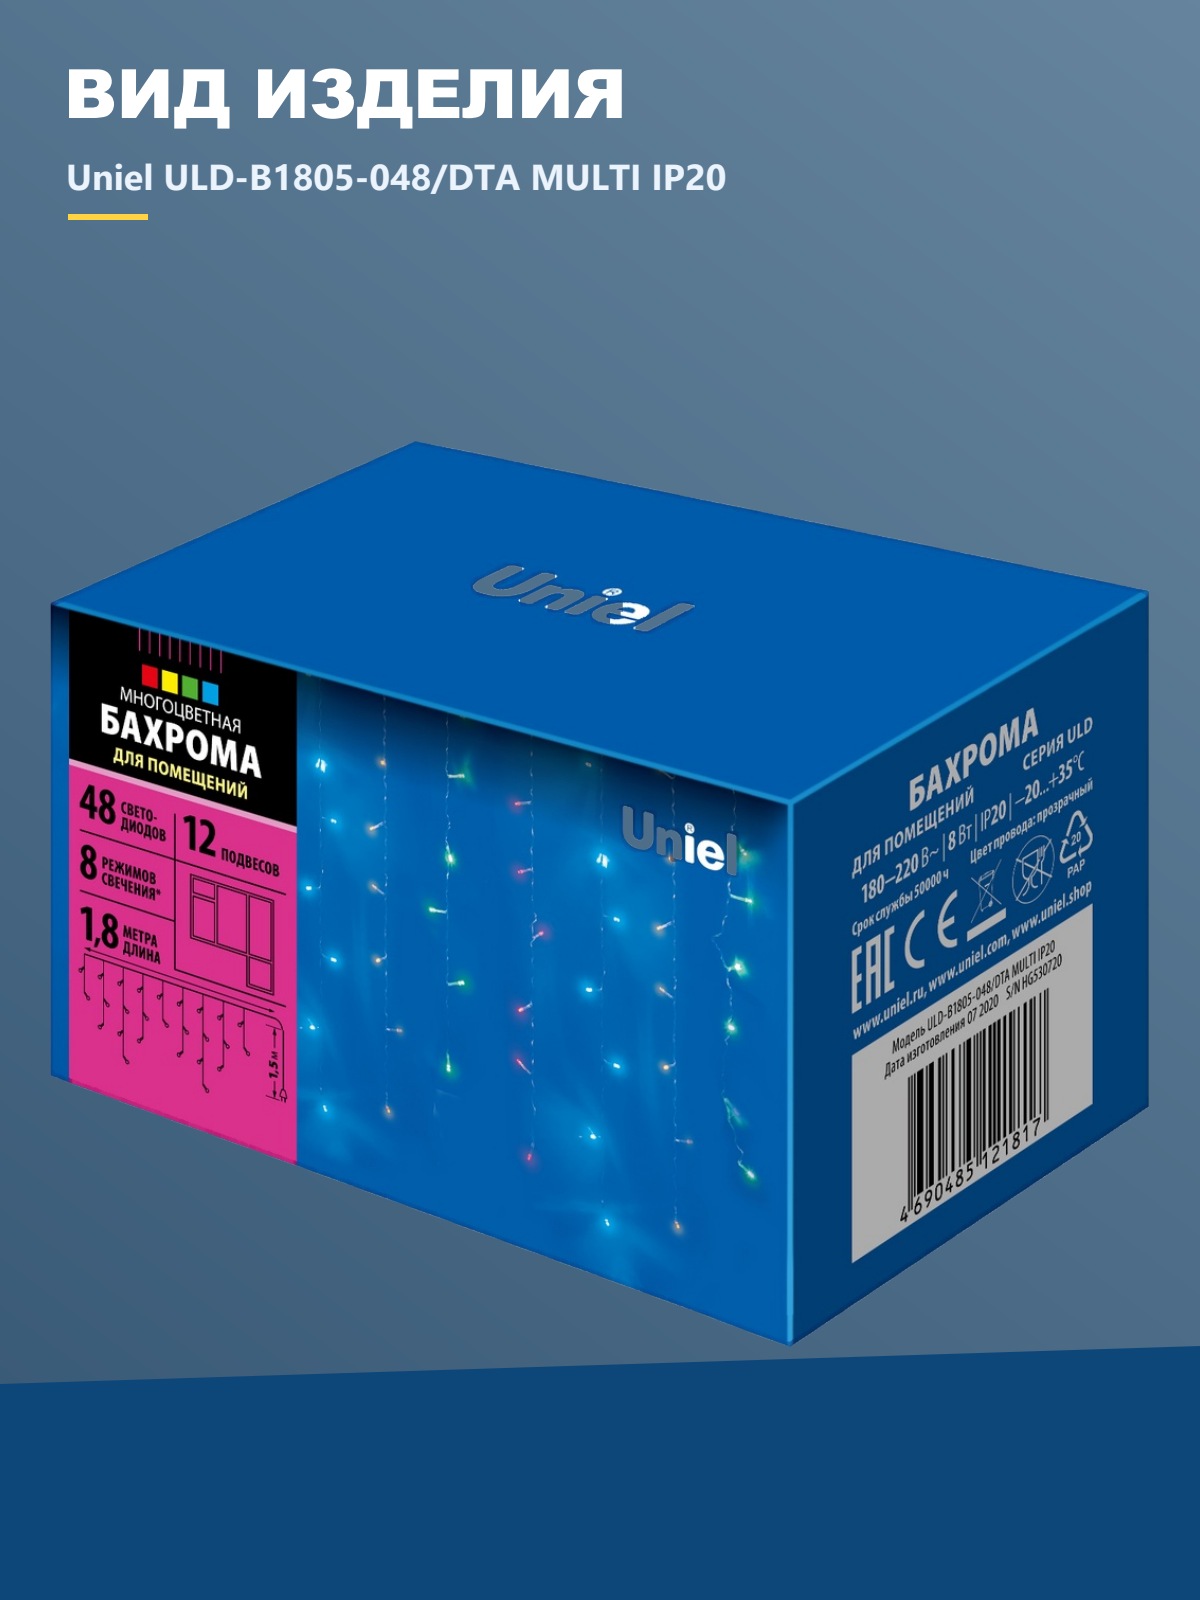 ВИД ИЗДЕЛИЯ
Uniel ULD-B1805-048/DTA MULTI IP20
Uniel®
МНОГОЦВЕТНАЯ
БАХРОМА
ДЛЯ ПОМЕЩЕНИЙ
48 СВЕТО-
ДИОДОВ
12 ПОДВЕСОВ
8 РЕЖИМОВ
СВЕЧЕНИЯ*
1,8 МЕТРА
ДЛИНА
1,5 м
Uniel®
БАХРОМА
СЕРИЯ ULD
ДЛЯ ПОМЕЩЕНИЙ
180–220 В~ | 8 Вт | IP20 | –20...+35°C
Срок службы 50000 ч
Цвет провода: прозрачный
EAC CE
20
PAP
www.uniel.ru, www.uniel.com, www.uniel.shop
Модель ULD-B1805-048/DTA MULTI IP20
Дата изготовления 07 2020 S/N HG530720
4 690485 121817